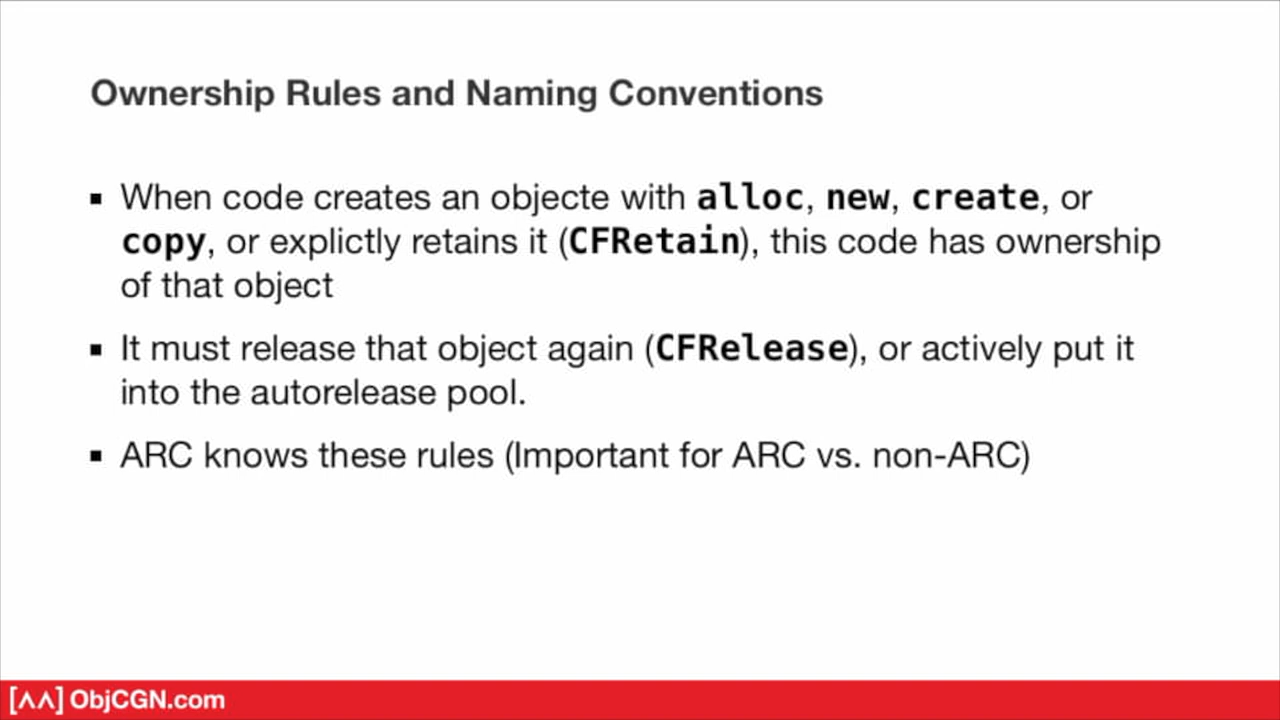 Ownership Rules and Naming Conventions
▪ When code creates an objecte with alloc, new, create, or
copy, or explictly retains it (CFRetain), this code has ownership
of that object
▪ It must release that object again (CFRelease), or actively put it
into the autorelease pool.
▪ ARC knows these rules (Important for ARC vs. non-ARC)
[ʌʌ] ObjCGN.com